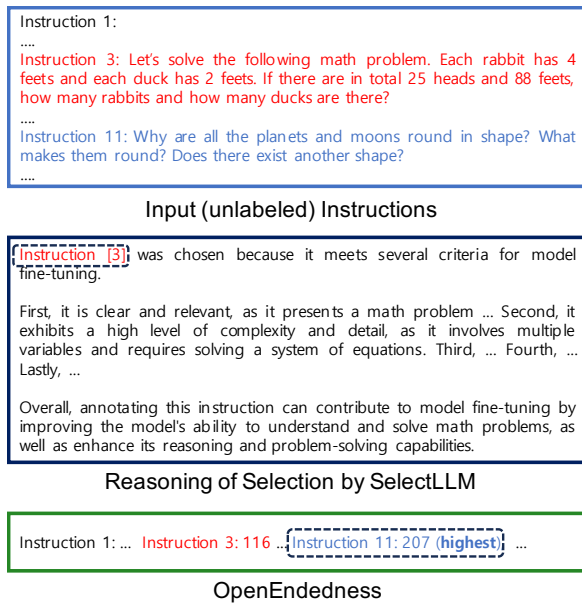 Instruction 1:
....
Instruction 3: Let's solve the following math problem. Each rabbit has 4
feets and each duck has 2 feets. If there are in total 25 heads and 88 feets,
how many rabbits and how many ducks are there?
....
Instruction 11: Why are all the planets and moons round in shape? What
makes them round? Does there exist another shape?
....
Input (unlabeled) Instructions
Instruction [3] was chosen because it meets several criteria for model
fine-tuning.
First, it is clear and relevant, as it presents a math problem ... Second, it
exhibits a high level of complexity and detail, as it involves multiple
variables and requires solving a system of equations. Third, ... Fourth, ...
Lastly, ...
Overall, annotating this instruction can contribute to model fine-tuning by
improving the model's ability to understand and solve math problems, as
well as enhance its reasoning and problem-solving capabilities.
Reasoning of Selection by SelectLLM
Instruction 1: ... Instruction 3: 116 ... Instruction 11: 207 (highest) ...
OpenEndedness